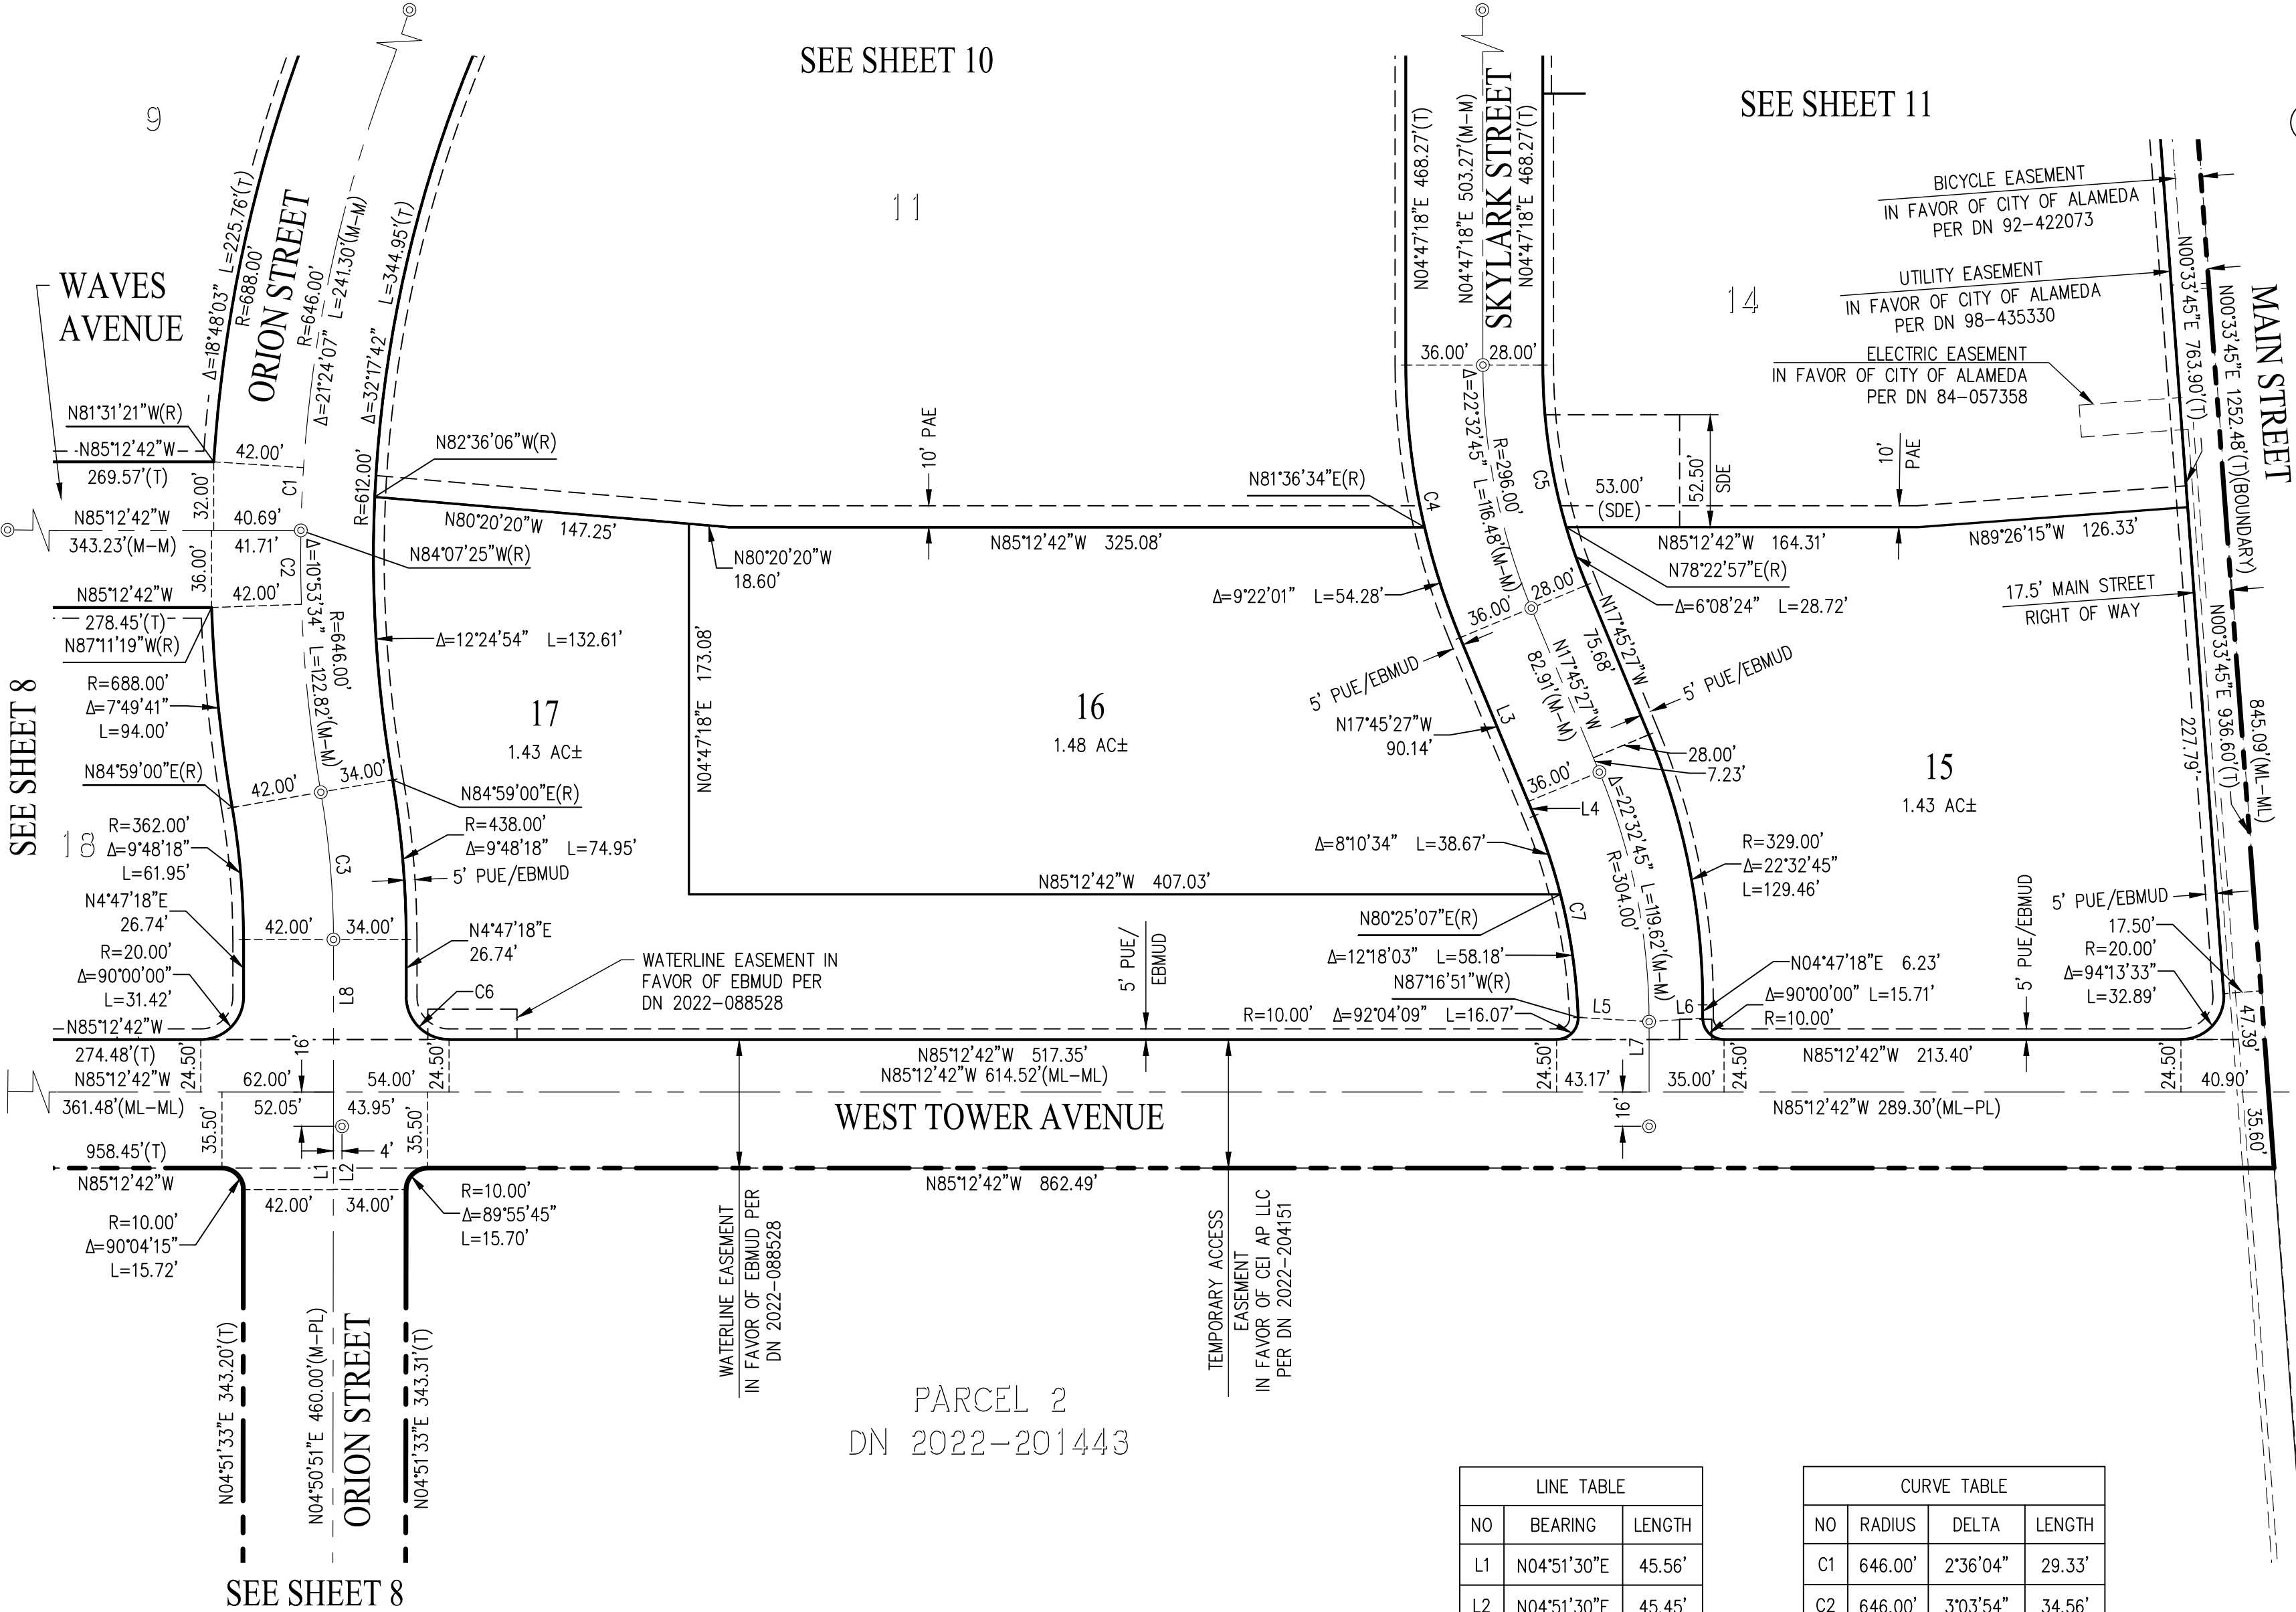 SEE SHEET 10
SEE SHEET 11
9
11
14
WAVES
AVENUE
ORION STREET
Δ=18°48'03" L=225.76'(T)
R=688.00'
R=646.00'
Δ=21°24'07" L=241.30'(M-M)
Δ=32°17'42" L=344.95'(T)
R=612.00'
N81°31'21"W(R)
N85°12'42"W
269.57'(T)
42.00'
C1
32.00'
N85°12'42"W
343.23'(M-M)
40.69'
41.71'
36.00'
C2
N85°12'42"W
278.45'(T)
42.00'
N87°11'19"W(R)
N82°36'06"W(R)
N80°20'20"W 147.25'
N84°07'25"W(R)
10' PAE
N80°20'20"W
18.60'
N85°12'42"W 325.08'
N81°36'34"E(R)
SKYLARK STREET
N04°47'18"E 468.27'(T)
N04°47'18"E 503.27'(M-M)
N04°47'18"E 468.27'(T)
36.00'
28.00'
Δ=22°32'45" L=116.48'(M-M)
R=296.00'
C4
C5
53.00'
(SDE)
52.50'
SDE
BICYCLE EASEMENT
IN FAVOR OF CITY OF ALAMEDA
PER DN 92-422073
UTILITY EASEMENT
IN FAVOR OF CITY OF ALAMEDA
PER DN 98-435330
ELECTRIC EASEMENT
IN FAVOR OF CITY OF ALAMEDA
PER DN 84-057358
10'
PAE
MAIN STREET
N00°33'45"E 763.90'(T)
N00°33'45"E 1252.48'(T)(BOUNDARY)
N85°12'42"W 164.31'
N89°26'15"W 126.33'
N78°22'57"E(R)
Δ=6°08'24" L=28.72'
17.5' MAIN STREET
RIGHT OF WAY
N00°33'45"E 936.60'(T)
845.09'(ML-ML)
227.79'
Δ=9°22'01" L=54.28'
36.00'
28.00'
5' PUE/EBMUD
N17°45'27"W
75.68'
N17°45'27"W
82.91'(M-M)
5' PUE/EBMUD
L3
N17°45'27"W
90.14'
28.00'
7.23'
36.00'
L4
Δ=10°53'34" L=122.82'(M-M)
R=646.00'
Δ=12°24'54" L=132.61'
N04°47'18"E 173.08'
17
1.43 AC±
16
1.48 AC±
15
1.43 AC±
SEE SHEET 8
R=688.00'
Δ=7°49'41"
L=94.00'
N84°59'00"E(R)
42.00'
34.00'
N84°59'00"E(R)
18
R=362.00'
Δ=9°48'18"
L=61.95'
C3
R=438.00'
Δ=9°48'18" L=74.95'
5' PUE/EBMUD
N4°47'18"E
26.74'
42.00'
34.00'
N4°47'18"E
26.74'
R=20.00'
Δ=90°00'00"
L=31.42'
L8
C6
WATERLINE EASEMENT IN
FAVOR OF EBMUD PER
DN 2022-088528
Δ=8°10'34" L=38.67'
N85°12'42"W 407.03'
Δ=22°32'45" L=119.62'(M-M)
R=304.00'
R=329.00'
Δ=22°32'45"
L=129.46'
C7
N80°25'07"E(R)
Δ=12°18'03" L=58.18'
N87°16'51"W(R)
R=10.00' Δ=92°04'09" L=16.07'
L5
L6
L7
N04°47'18"E 6.23'
Δ=90°00'00" L=15.71'
R=10.00'
5' PUE/
EBMUD
5' PUE/EBMUD
5' PUE/EBMUD
17.50'
R=20.00'
Δ=94°13'33"
L=32.89'
47.39'
N85°12'42"W
274.48'(T)
16'
24.50'
24.50'
N85°12'42"W 517.35'
N85°12'42"W 614.52'(ML-ML)
24.50'
24.50'
N85°12'42"W 213.40'
24.50'
N85°12'42"W
361.48'(ML-ML)
62.00'
54.00'
52.05'
43.95'
43.17'
35.00'
40.90'
35.50'
35.50'
WEST TOWER AVENUE
16'
N85°12'42"W 289.30'(ML-PL)
35.60'
958.45'(T)
N85°12'42"W
4'
L1
L2
42.00'
34.00'
N85°12'42"W 862.49'
R=10.00'
Δ=90°04'15"
L=15.72'
R=10.00'
Δ=89°55'45"
L=15.70'
WATERLINE EASEMENT
IN FAVOR OF EBMUD PER
DN 2022-088528
TEMPORARY ACCESS
EASEMENT
IN FAVOR OF CEI AP LLC
PER DN 2022-204151
N04°51'33"E 343.20'(T)
N04°50'51"E 460.00'(M-PL)
ORION STREET
N04°51'33"E 343.31'(T)
PARCEL 2
DN 2022-201443
SEE SHEET 8
LINE TABLE
NO BEARING LENGTH
L1 N04°51'30"E 45.56'
L2 N04°51'30"E 45.45'
CURVE TABLE
NO RADIUS DELTA LENGTH
C1 646.00' 2°36'04" 29.33'
C2 646.00' 3°03'54" 34.56'